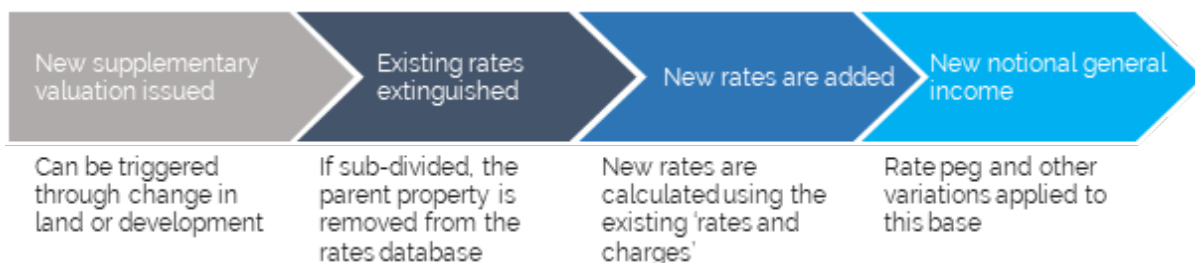 New supplementary
valuation issued
Existing rates
extinguished
New rates are added
New notional general
income
Can be triggered
through change in
land or development
If sub-divided, the
parent property is
removed from the
rates database
New rates are
calculated using the
existing ‘rates and
charges’
Rate peg and other
variations applied to
this base